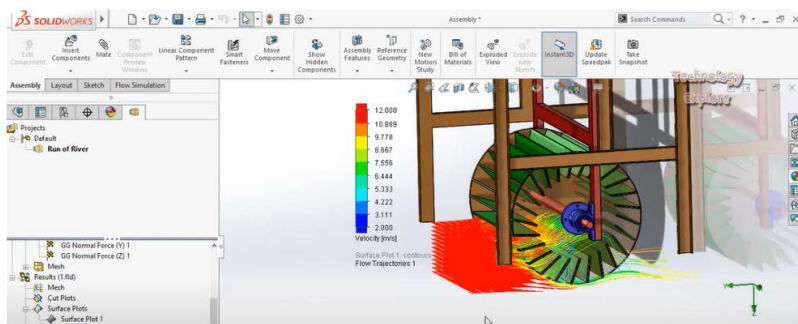 SOLIDWORKS
Assembly *
Search Commands
Edit Component
Insert Components
Mate
Component Preview Window
Linear Component Pattern
Smart Fasteners
Move Component
Show Hidden Components
Assembly Features
Reference Geometry
New Motion Study
Bill of Materials
Exploded View
Explode Line Sketch
Instant3D
Update Speedpak
Take Snapshot
Assembly
Layout
Sketch
Flow Simulation
Technology
Explore
Projects
Default
Run of River
12.000
10.889
9.778
8.667
7.556
6.444
5.333
4.222
3.111
2.000
Velocity [m/s]
Surface Plot 1: contours
Flow Trajectories 1
GG Normal Force (Y) 1
GG Normal Force (Z) 1
Mesh
Results (1.fld)
Mesh
Cut Plots
Surface Plots
Surface Plot 1